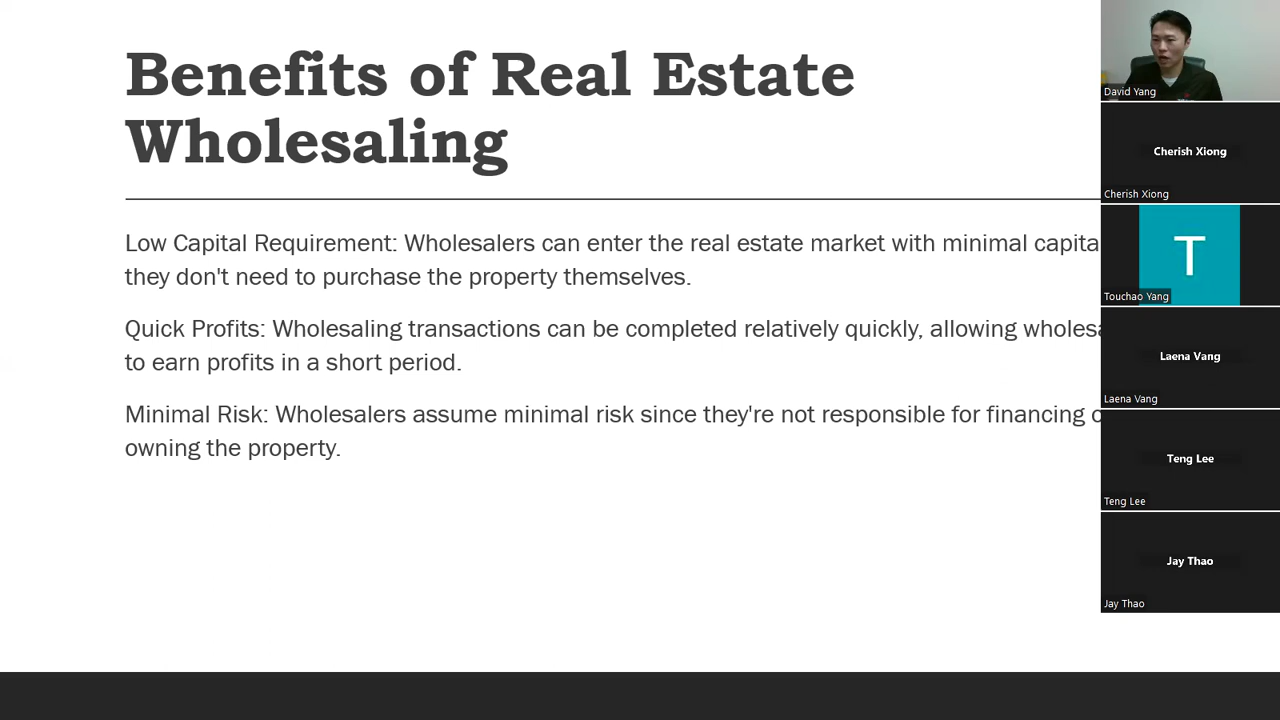 Benefits of Real Estate
Wholesaling
Low Capital Requirement: Wholesalers can enter the real estate market with minimal
they don't need to purchase the property themselves.
Quick Profits: Wholesaling transactions can be completed relatively quickly, allowing
to earn profits in a short period.
Minimal Risk: Wholesalers assume minimal risk since they're not responsible for financing
owning the property.
David Yang
Cherish Xiong
Cherish Xiong
T
Touchao Yang
Laena Vang
Laena Vang
Teng Lee
Teng Lee
Jay Thao
Jay Thao